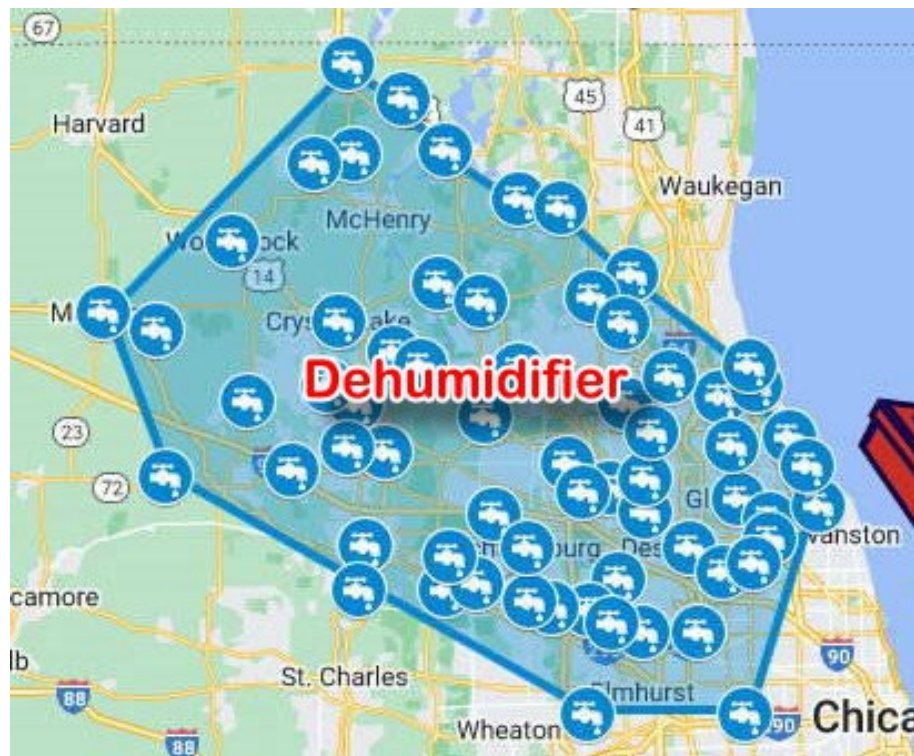 67
45
41
Harvard
Waukegan
McHenry
14
Dehumidifier
23
72
camore
St. Charles
Elmhurst
90
lb
88
90
Chica
Wheaton
88